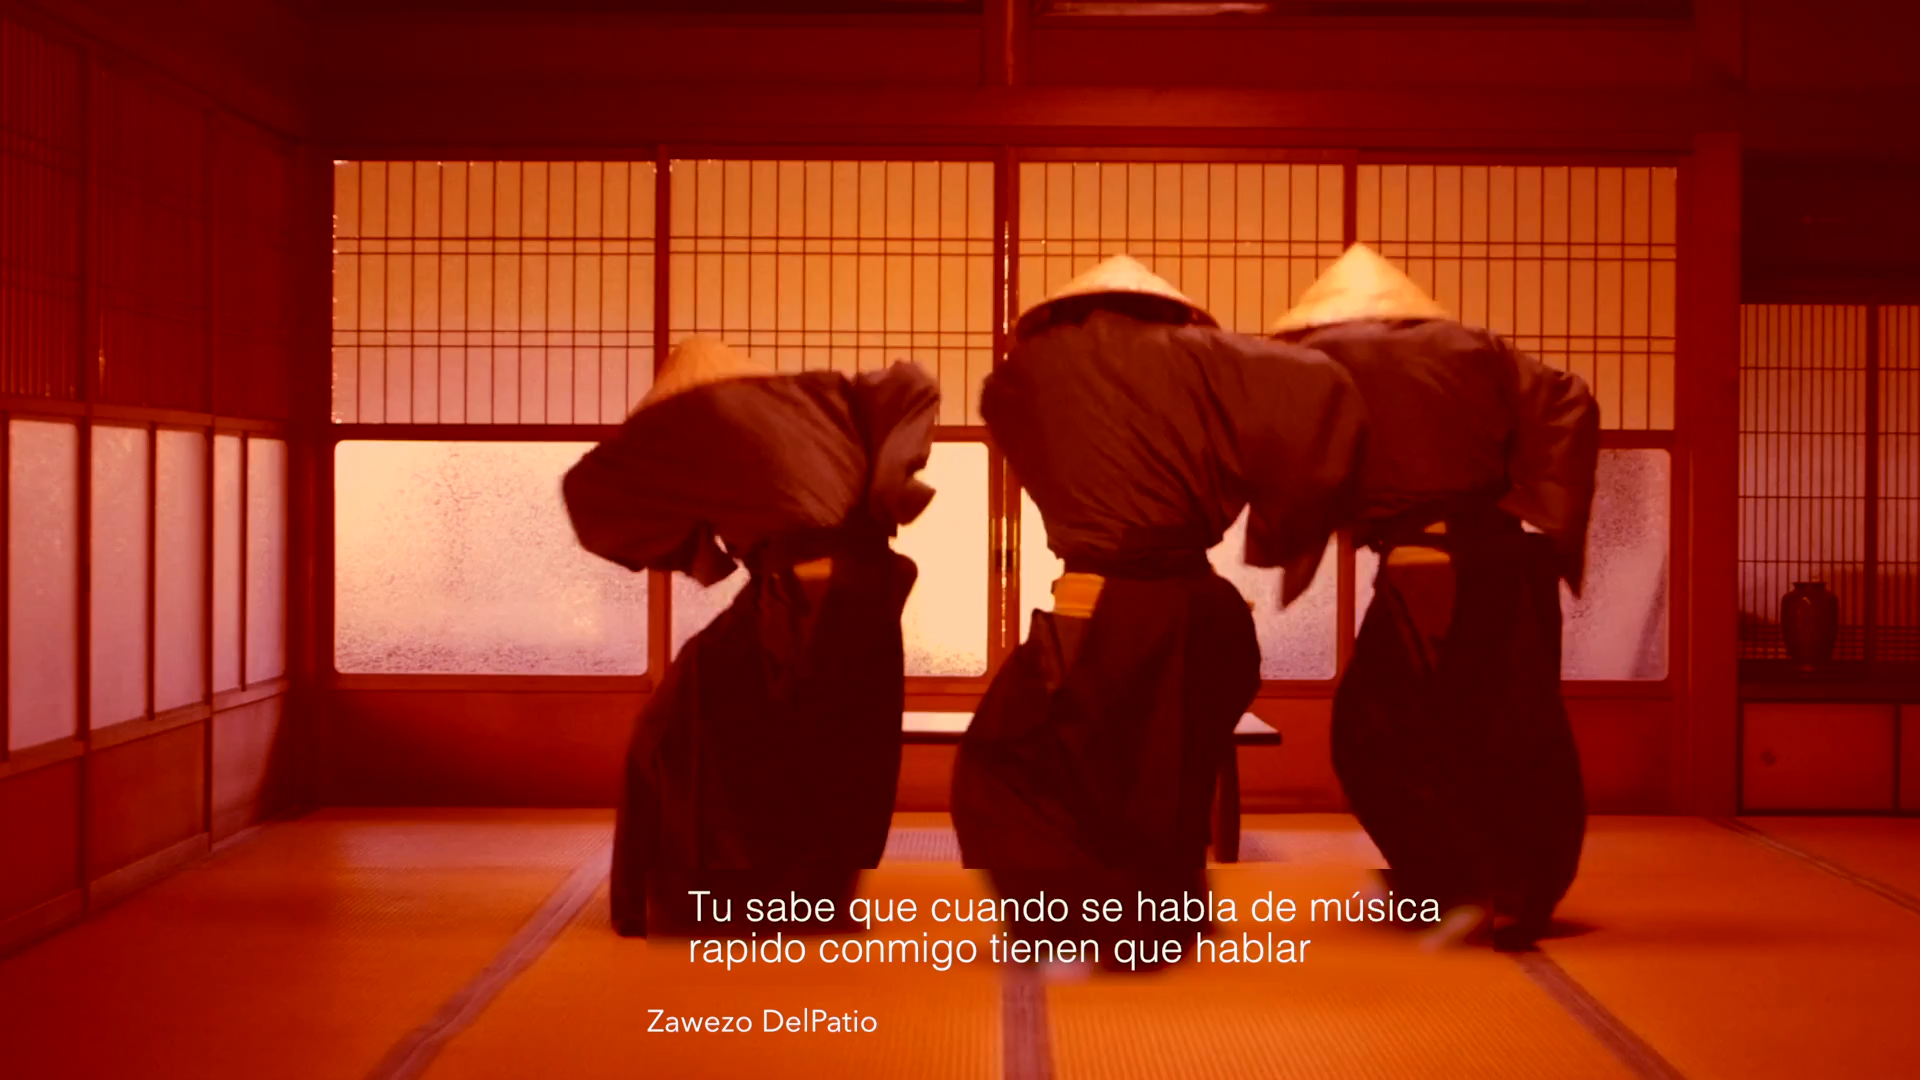 Tu sabe que cuando se habla de música
rapido conmigo tienen que hablar
Zawezo DelPatio